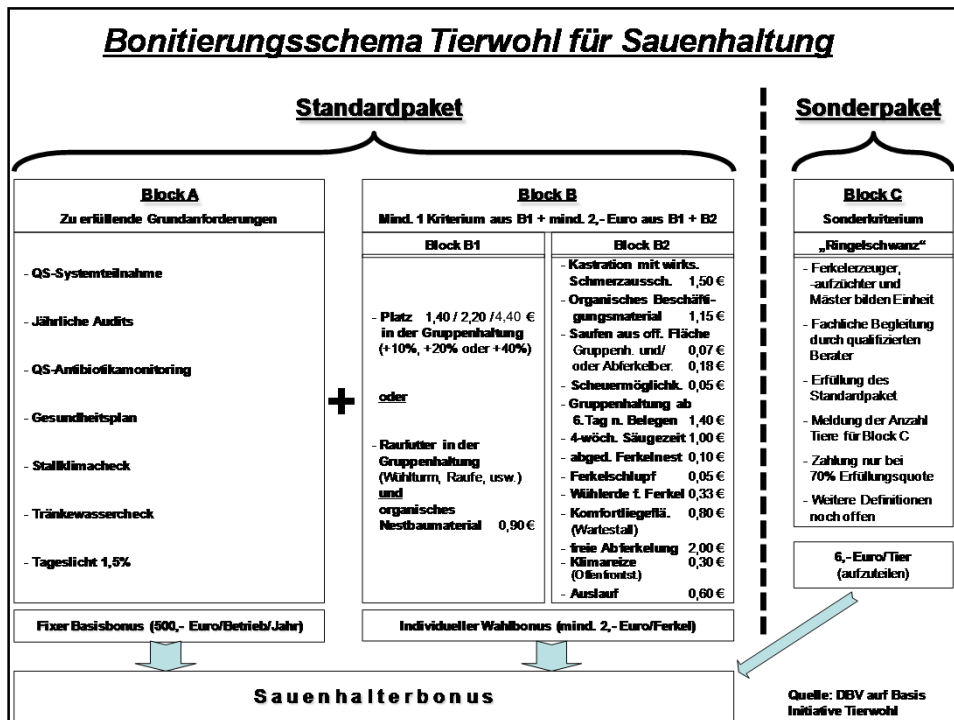 Bonitierungsschema Tierwohl für Sauenhaltung
Standardpaket
Block A
Zu erfüllende Grundanforderungen
- QS-Systemteilnahme
- Jährliche Audits
- QS-Antibiotikamonitoring
- Gesundheitsplan
- Stallklimacheck
- Tränkewassercheck
- Tageslicht 1,5%
Fixer Basisbonus (500,- Euro/Betrieb/Jahr)
+
Block B
Mind. 1 Kriterium aus B1 + mind. 2,- Euro aus B1 + B2
Block B1
- Platz 1,40 / 2,20 / 4,40 €
in der Gruppenhaltung
(+10%, +20% oder +40%)
oder
- Raufutter in der
Gruppenhaltung
(Wühlturm, Raufe, usw.)
und
organisches
Nestbaumaterial 0,90 €
Block B2
- Kastration mit wirks.
Schmerzaussch. 1,50 €
- Organisches Beschäfti-
gungsmaterial 1,15 €
- Saufen aus off. Fläche
Gruppenh. und/ 0,07 €
oder Abferkelber. 0,18 €
- Scheuermöglichk. 0,05 €
- Gruppenhaltung ab
6.Tag n. Belegen 1,40 €
- 4-wöch. Säugezeit 1,00 €
- abged. Ferkelnest 0,10 €
- Ferkelschlupf 0,05 €
- Wühlerde f. Ferkel 0,33 €
- Komfortliegeflä. 0,80 €
(Wartestall)
- freie Abferkelung 2,00 €
- Klimareize 0,30 €
(Offenfrontst.)
- Auslauf 0,60 €
Individueller Wahlbonus (mind. 2,- Euro/Ferkel)
Sonderpaket
Block C
Sonderkriterium
„Ringelschwanz"
- Ferkelerzeuger,
-aufzüchter und
Mäster bilden Einheit
- Fachliche Begleitung
durch qualifizierten
Berater
- Erfüllung des
Standardpaket
- Meldung der Anzahl
Tiere für Block C
- Zahlung nur bei
70% Erfüllungsquote
- Weitere Definitionen
noch offen
6,- Euro/Tier
(aufzuteilen)
Sauenhalterbonus
Quelle: DBV auf Basis
Initiative Tierwohl